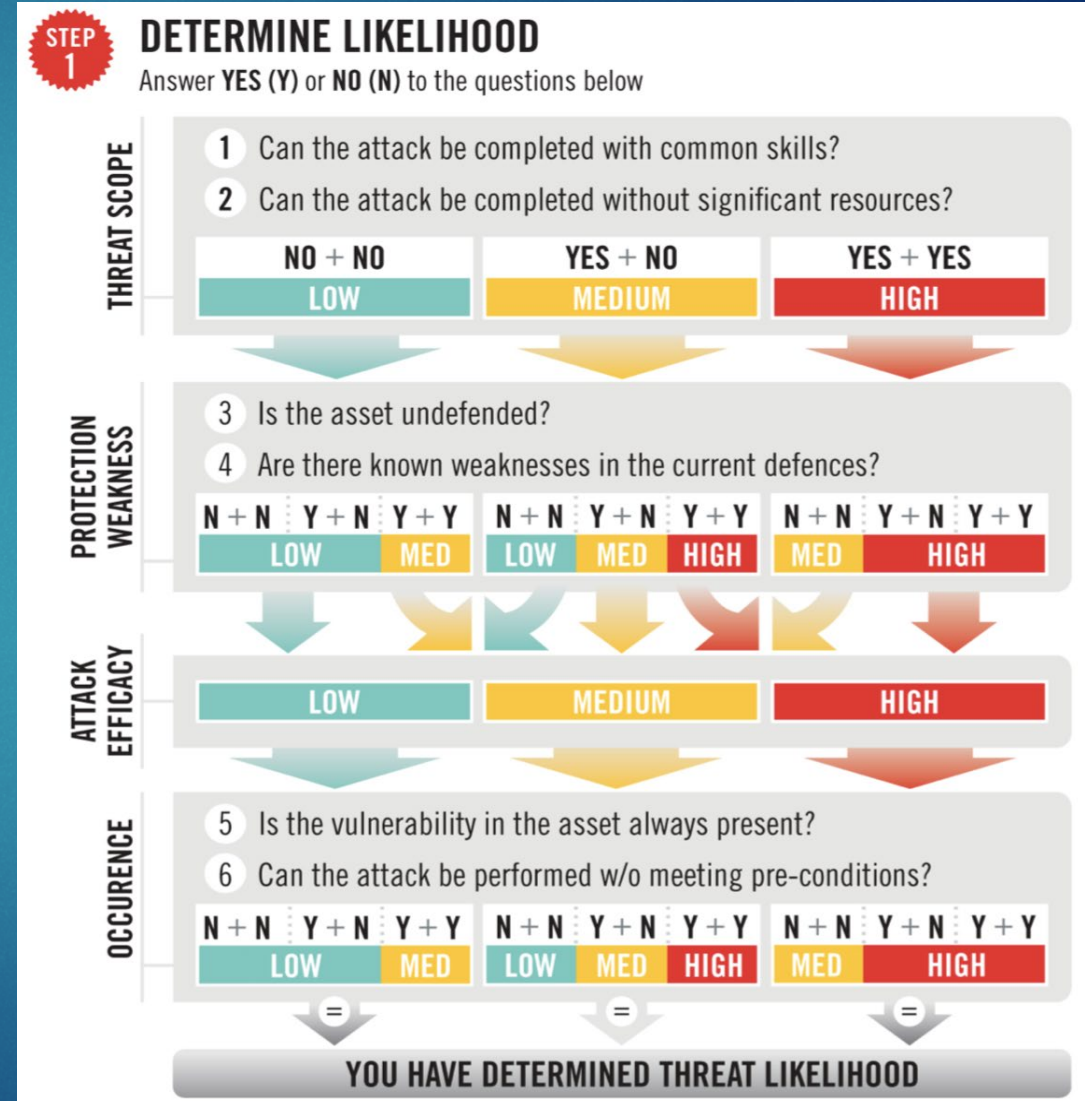 STEP
1
DETERMINE LIKELIHOOD
Answer YES (Y) or NO (N) to the questions below
THREAT SCOPE
1 Can the attack be completed with common skills?
2 Can the attack be completed without significant resources?
NO + NO YES + NO YES + YES
LOW MEDIUM HIGH
PROTECTION
WEAKNESS
3 Is the asset undefended?
4 Are there known weaknesses in the current defences?
N + N Y + N Y + Y N + N Y + N Y + Y N + N Y + N Y + Y
LOW MED LOW MED HIGH MED HIGH
ATTACK
EFFICACY
LOW MEDIUM HIGH
OCCURENCE
5 Is the vulnerability in the asset always present?
6 Can the attack be performed w/o meeting pre-conditions?
N + N Y + N Y + Y N + N Y + N Y + Y N + N Y + N Y + Y
LOW MED LOW MED HIGH MED HIGH
= = =
YOU HAVE DETERMINED THREAT LIKELIHOOD